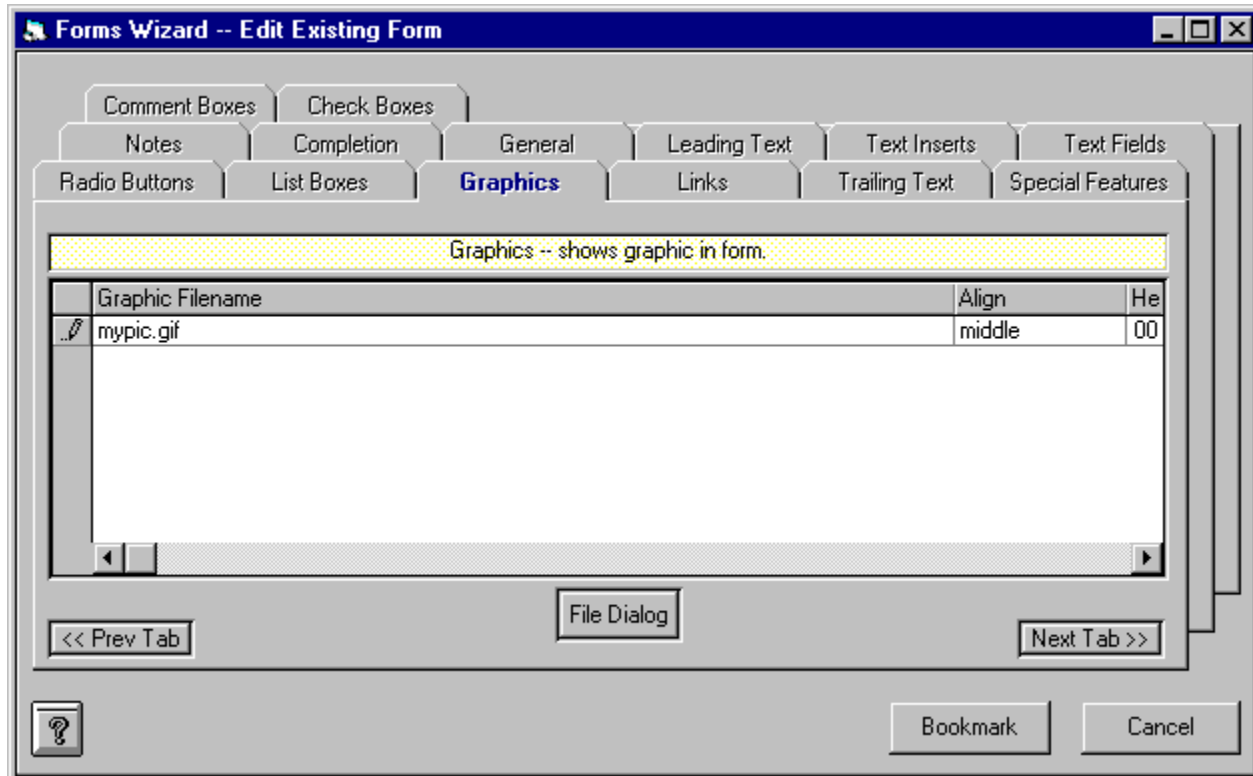 Forms Wizard -- Edit Existing Form
Comment Boxes Check Boxes
Notes Completion General Leading Text Text Inserts Text Fields
Radio Buttons List Boxes Graphics Links Trailing Text Special Features
Graphics -- shows graphic in form.
Graphic Filename Align He
mypic.gif middle 00
File Dialog
<< Prev Tab Next Tab >>
? Bookmark Cancel